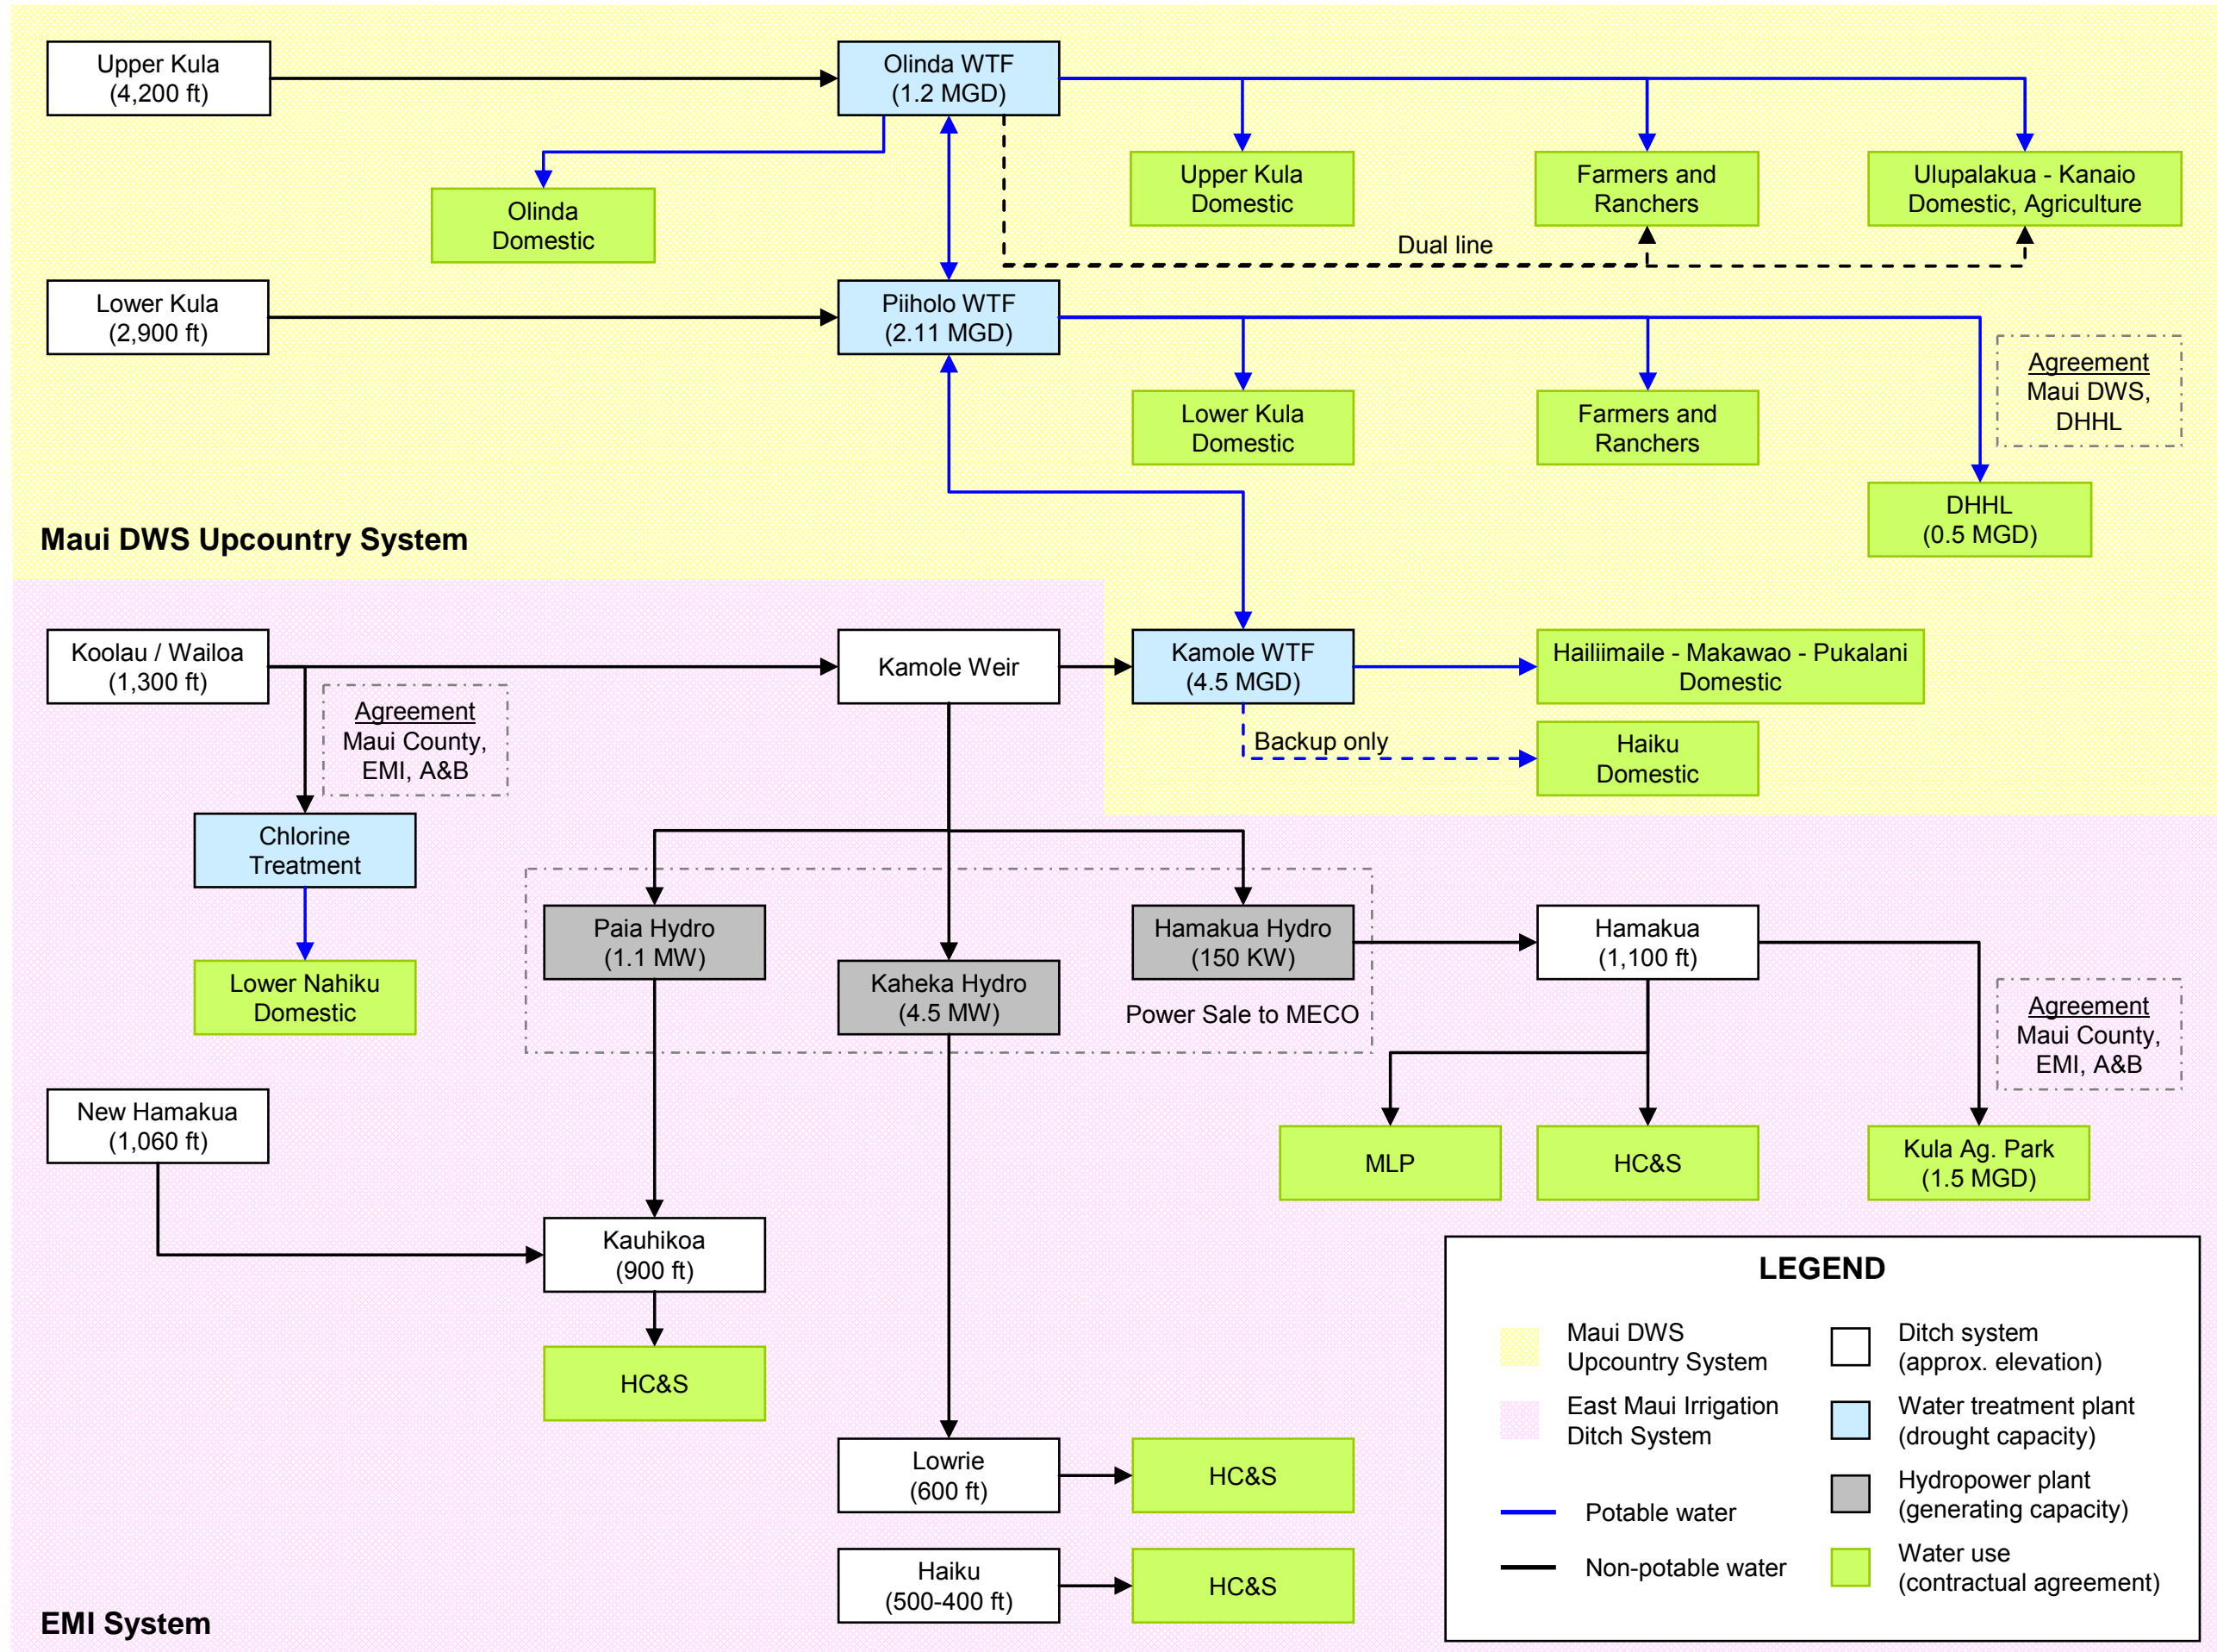 Upper Kula
(4,200 ft)
Olinda WTF
(1.2 MGD)
Olinda
Domestic
Upper Kula
Domestic
Farmers and
Ranchers
Ulupalakua - Kanaio
Domestic, Agriculture
Dual line
Lower Kula
(2,900 ft)
Piiholo WTF
(2.11 MGD)
Lower Kula
Domestic
Farmers and
Ranchers
Agreement
Maui DWS,
DHHL
DHHL
(0.5 MGD)
Maui DWS Upcountry System
Koolau / Wailoa
(1,300 ft)
Kamole Weir
Kamole WTF
(4.5 MGD)
Hailiimaile - Makawao - Pukalani
Domestic
Agreement
Maui County,
EMI, A&B
Backup only
Haiku
Domestic
Chlorine
Treatment
Lower Nahiku
Domestic
Paia Hydro
(1.1 MW)
Kaheka Hydro
(4.5 MW)
Hamakua Hydro
(150 KW)
Power Sale to MECO
Hamakua
(1,100 ft)
Agreement
Maui County,
EMI, A&B
New Hamakua
(1,060 ft)
MLP
HC&S
Kula Ag. Park
(1.5 MGD)
Kauhikoa
(900 ft)
HC&S
Lowrie
(600 ft)
HC&S
Haiku
(500-400 ft)
HC&S
EMI System
LEGEND
Maui DWS
Upcountry System
East Maui Irrigation
Ditch System
Potable water
Non-potable water
Ditch system
(approx. elevation)
Water treatment plant
(drought capacity)
Hydropower plant
(generating capacity)
Water use
(contractual agreement)